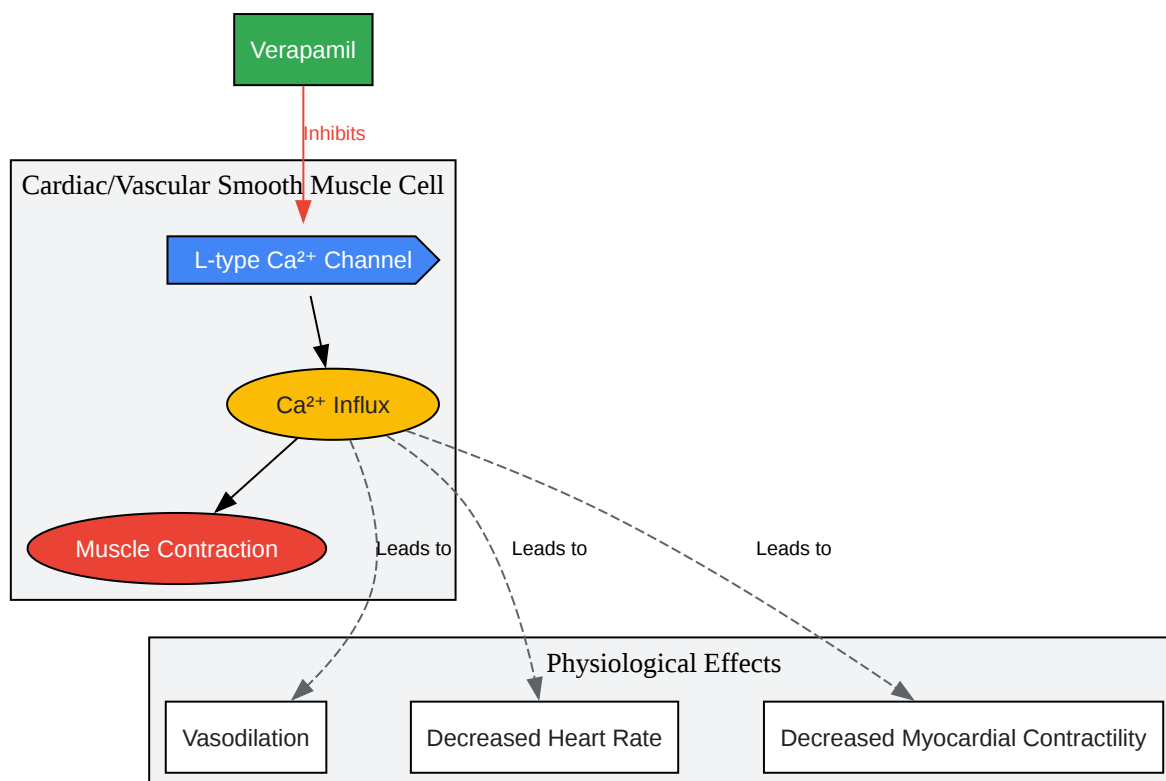 Verapamil
Inhibits
Cardiac/Vascular Smooth Muscle Cell
L-type Ca²⁺ Channel
Ca²⁺ Influx
Muscle Contraction
Leads to
Leads to
Leads to
Physiological Effects
Vasodilation
Decreased Heart Rate
Decreased Myocardial Contractility